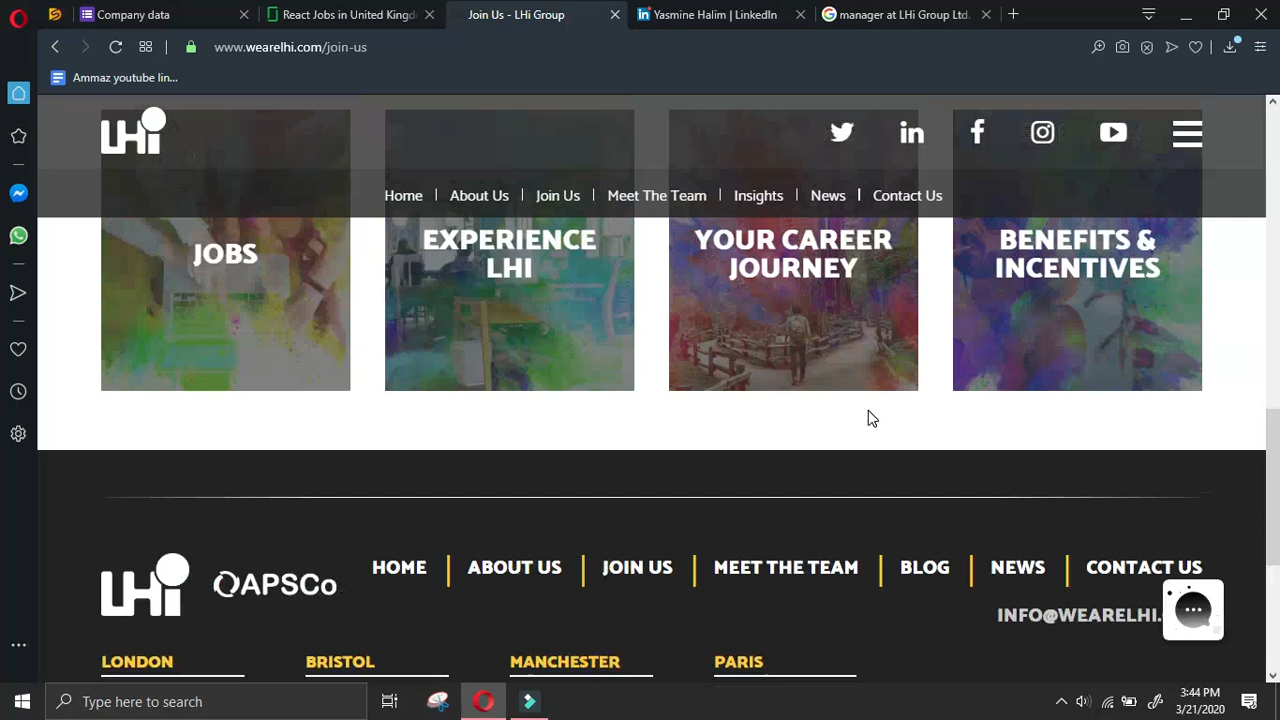 Company data
React Jobs in United Kingd
Join Us - LHi Group
Yasmine Halim | LinkedIn
manager at LHi Group Ltd.
www.wearelhi.com/join-us
Ammaz youtube lin...
LHi
Home | About Us | Join Us | Meet The Team | Insights | News | Contact Us
JOBS
EXPERIENCE
LHI
YOUR CAREER
JOURNEY
BENEFITS &
INCENTIVES
LHi
APSCo
HOME | ABOUT US | JOIN US | MEET THE TEAM | BLOG | NEWS | CONTACT US
INFO@WEARELHI.
LONDON
BRISTOL
MANCHESTER
PARIS
Type here to search
3:44 PM
3/21/2020